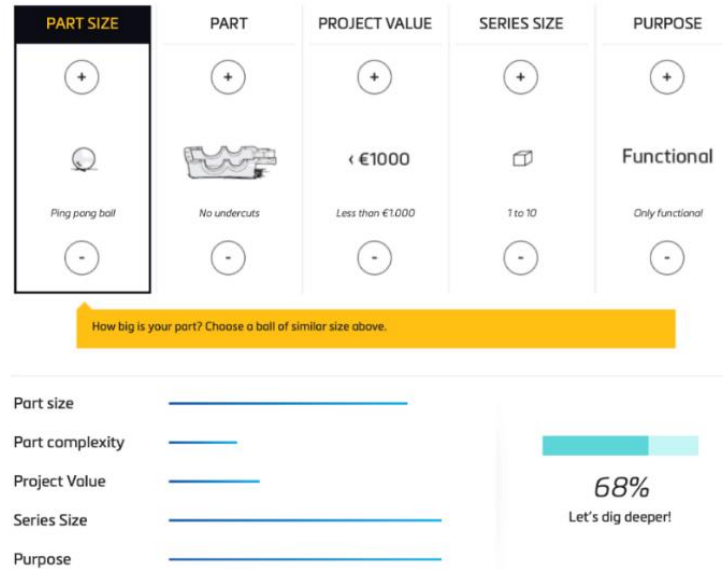 PART SIZE
PART
PROJECT VALUE
SERIES SIZE
PURPOSE
+
+
+
+
+
‹ €1000
Functional
Ping pong ball
No undercuts
Less than €1.000
1 to 10
Only functional
-
-
-
-
-
How big is your part? Choose a ball of similar size above.
Part size
Part complexity
Project Value
Series Size
Purpose
68%
Let's dig deeper!